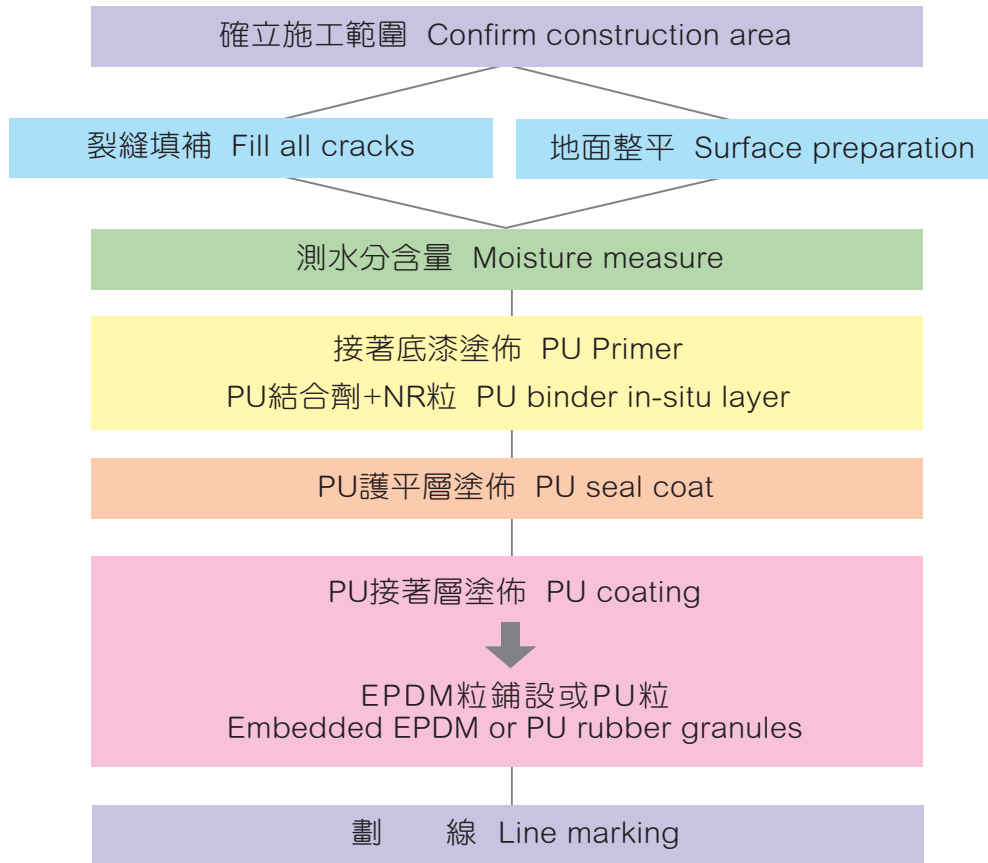 確立施工範圍 Confirm construction area
裂縫填補 Fill all cracks
地面整平 Surface preparation
測水分含量 Moisture measure
接著底漆塗佈 PU Primer
PU結合劑+NR粒 PU binder in-situ layer
PU護平層塗佈 PU seal coat
PU接著層塗佈 PU coating
EPDM粒鋪設或PU粒
Embedded EPDM or PU rubber granules
劃 線 Line marking